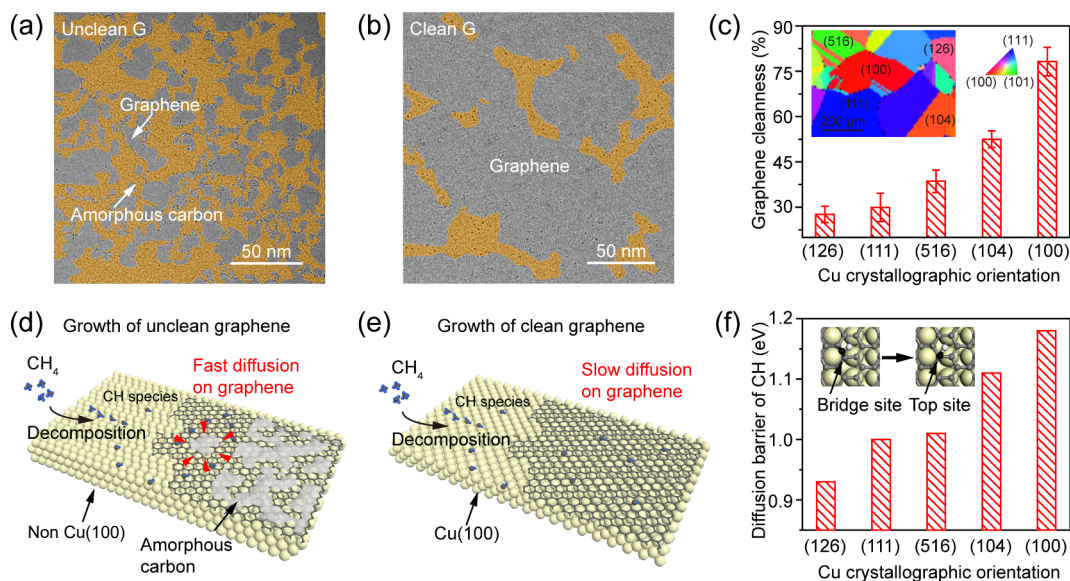 (a)
Unclean G
Graphene
Amorphous carbon
50 nm
(b)
Clean G
Graphene
50 nm
(c)
Graphene cleanness (%)
90
75
60
45
30
(516)
(126)
(100)
(111)
(104)
200 μm
(111)
(100)
(101)
(126)
(111)
(516)
(104)
(100)
Cu crystallographic orientation
(d)
Growth of unclean graphene
CH4
Fast diffusion
on graphene
CH species
Decomposition
Non Cu(100)
Amorphous
carbon
(e)
Growth of clean graphene
CH4
Slow diffusion
on graphene
CH species
Decomposition
Cu(100)
(f)
Diffusion barrier of CH (eV)
1.2
1.1
1.0
0.9
Bridge site
Top site
(126)
(111)
(516)
(104)
(100)
Cu crystallographic orientation